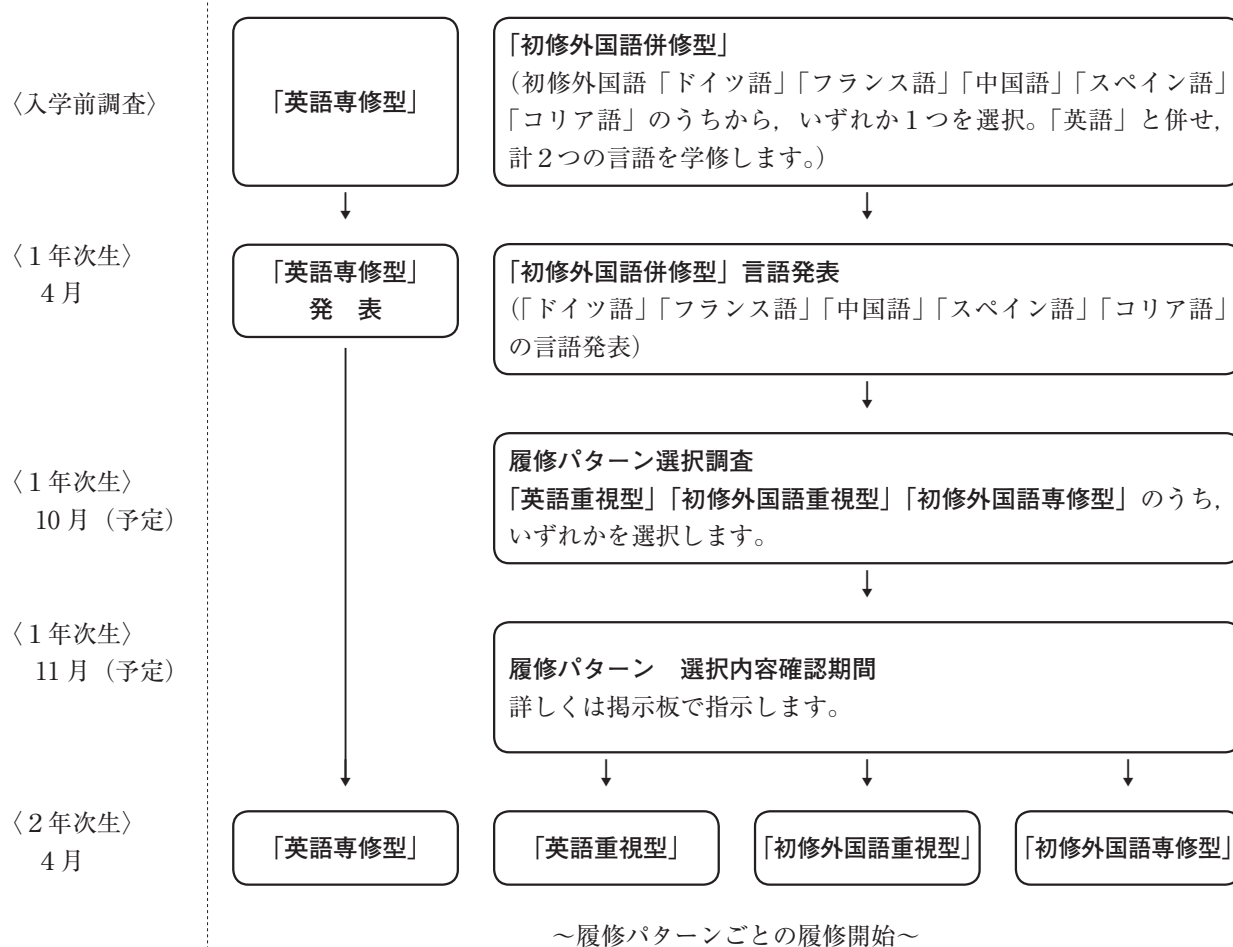 〈入学前調査〉
「英語専修型」
「初修外国語併修型」
（初修外国語「ドイツ語」「フランス語」「中国語」「スペイン語」
「コリア語」のうちから，いずれか１つを選択。「英語」と併せ，
計２つの言語を学修します。）
〈１年次生〉
４月
「英語専修型」
発　表
「初修外国語併修型」言語発表
（「ドイツ語」「フランス語」「中国語」「スペイン語」「コリア語」
の言語発表）
〈１年次生〉
10月（予定）
履修パターン選択調査
「英語重視型」「初修外国語重視型」「初修外国語専修型」のうち，
いずれかを選択します。
〈１年次生〉
11月（予定）
履修パターン　選択内容確認期間
詳しくは掲示板で指示します。
〈２年次生〉
４月
「英語専修型」
「英語重視型」
「初修外国語重視型」
「初修外国語専修型」
～履修パターンごとの履修開始～